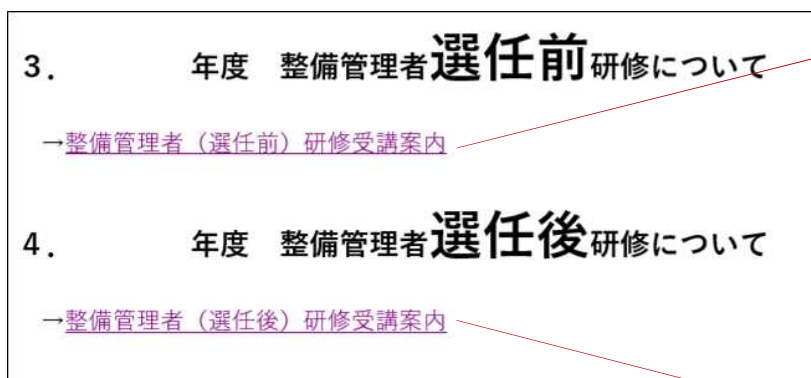 3．　　　　年度　整備管理者選任前研修について
→整備管理者（選任前）研修受講案内
4．　　　　年度　整備管理者選任後研修について
→整備管理者（選任後）研修受講案内